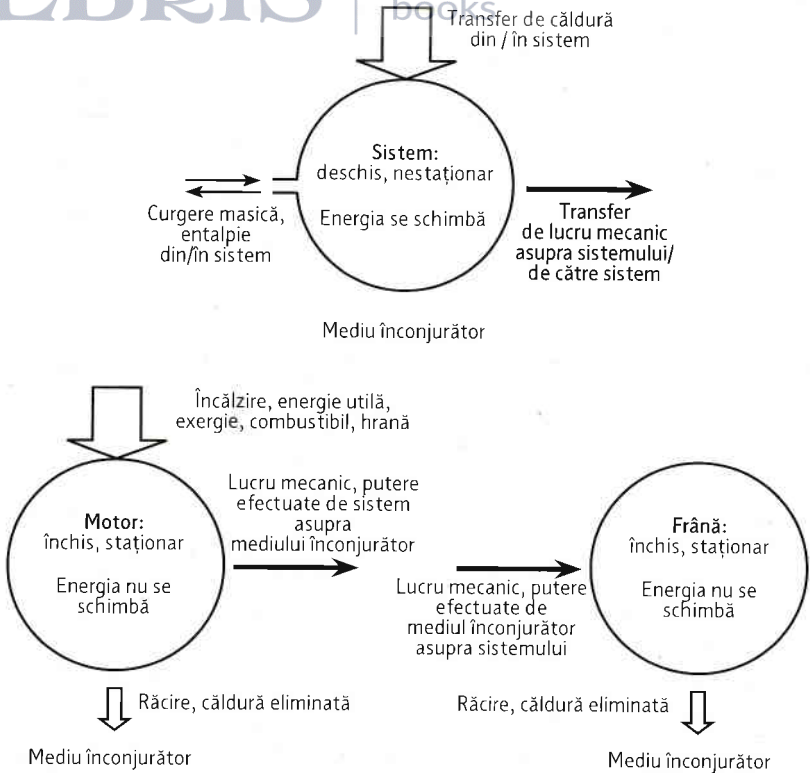 EBRIS
books
Transfer de căldură
din / în sistem
Sistem:
deschis, nestaționar
Energia se schimbă
Curgere masică,
entalpie
din/în sistem
Transfer
de lucru mecanic
asupra sistemului/
de către sistem
Mediu înconjurător
Încălzire, energie utilă,
exergie, combustibil, hrană
Motor:
închis, staționar
Energia nu se
schimbă
Lucru mecanic, putere
efectuate de sistem
asupra
mediului înconjurător
Lucru mecanic, putere
efectuate de
mediul înconjurător
asupra sistemului
Frână:
închis, staționar
Energia nu se
schimbă
Răcire, căldură eliminată
Mediu înconjurător
Răcire, căldură eliminată
Mediu înconjurător